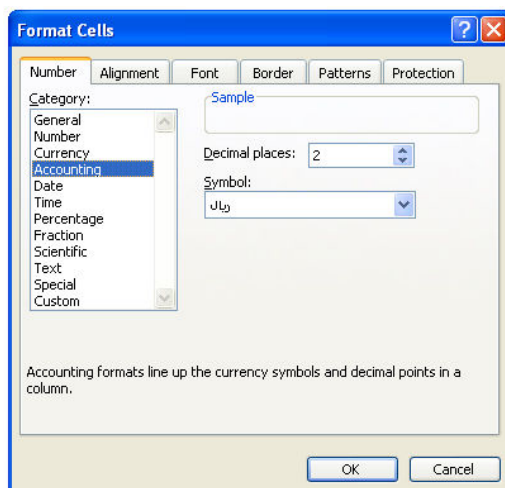 Format Cells
Number Alignment Font Border Patterns Protection
Category:
General
Number
Currency
Accounting
Date
Time
Percentage
Fraction
Scientific
Text
Special
Custom
Sample
Decimal places: 2
Symbol:
ریال
Accounting formats line up the currency symbols and decimal points in a
column.
OK Cancel